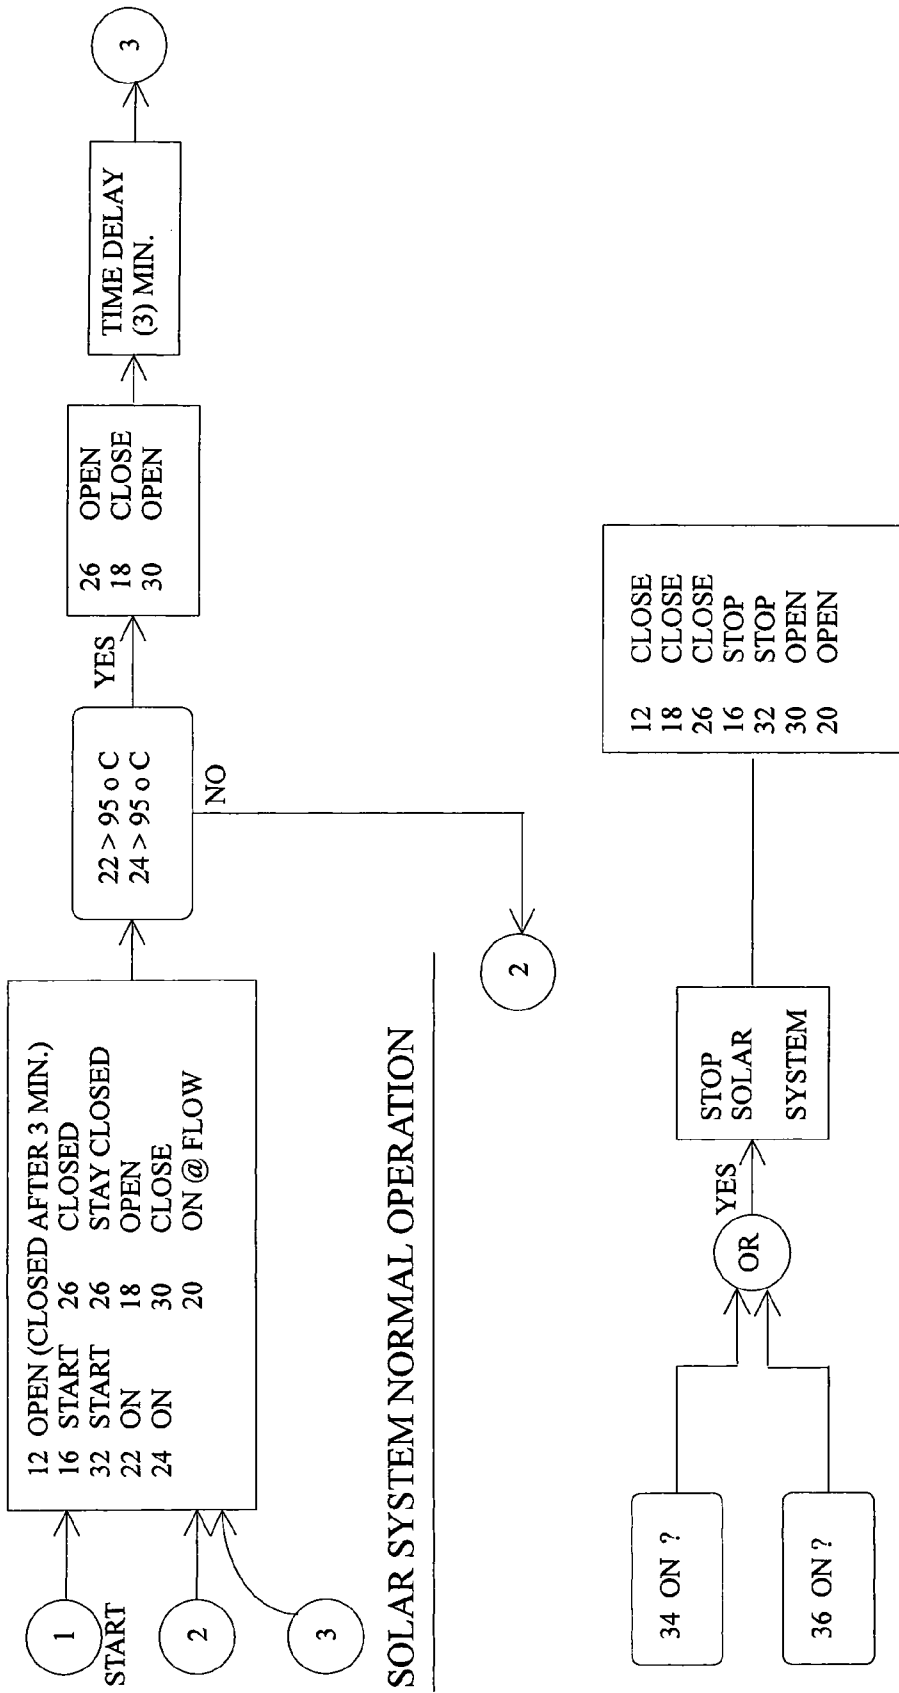 1
START
2
3
12 OPEN (CLOSED AFTER 3 MIN.)
16 START 26 CLOSED
32 START 26 STAY CLOSED
22 ON 18 OPEN
24 ON 30 CLOSE
20 ON @ FLOW
22 > 95 o C
24 > 95 o C
YES
NO
2
26 OPEN
18 CLOSE
30 OPEN
TIME DELAY
(3) MIN.
3
SOLAR SYSTEM NORMAL OPERATION
34 ON ?
36 ON ?
OR
YES
STOP
SOLAR
SYSTEM
12 CLOSE
18 CLOSE
26 CLOSE
16 STOP
32 STOP
30 OPEN
20 OPEN